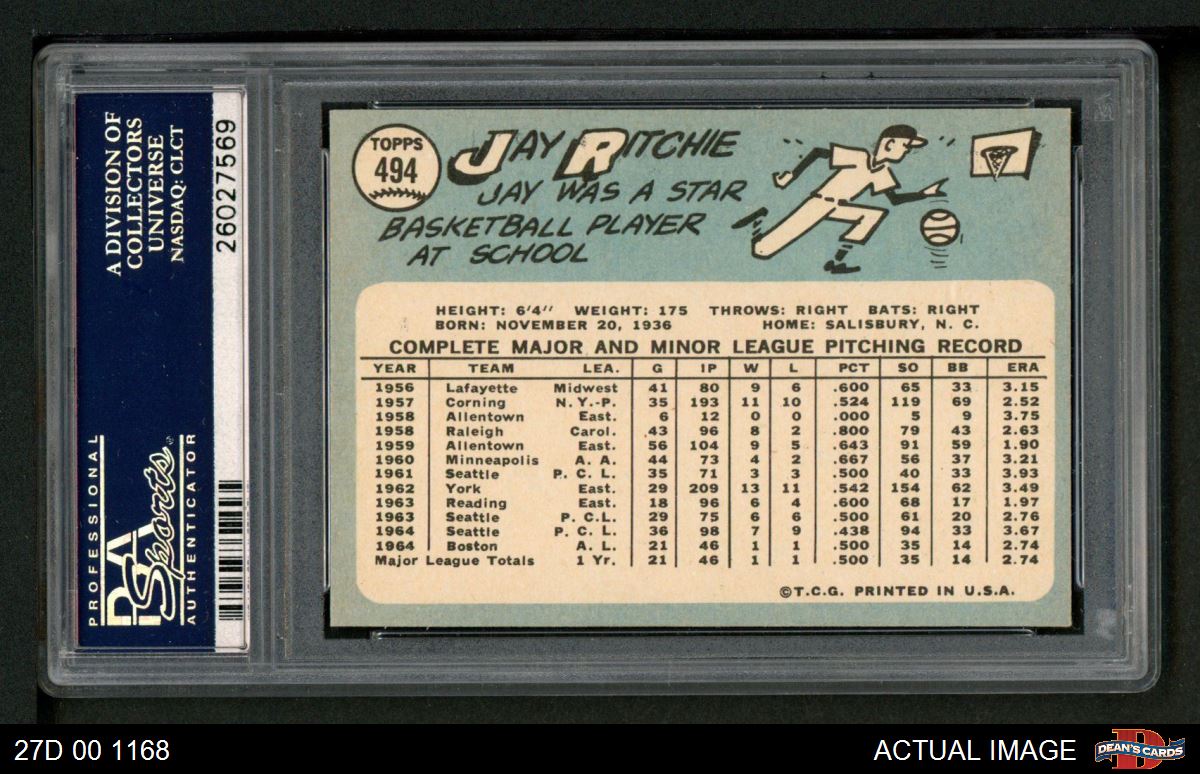 A DIVISION OF
COLLECTORS
UNIVERSE
NASDAQ: CLCT
26027569
PROFESSIONAL
PSA
Sports
AUTHENTICATOR
TOPPS
494
JAY RITCHIE
JAY WAS A STAR
BASKETBALL PLAYER
AT SCHOOL
HEIGHT: 6'4" WEIGHT: 175 THROWS: RIGHT BATS: RIGHT
BORN: NOVEMBER 20, 1936 HOME: SALISBURY, N. C.
COMPLETE MAJOR AND MINOR LEAGUE PITCHING RECORD
YEAR TEAM LEA. G IP W L PCT SO BB ERA
1956 Lafayette Midwest 41 80 9 6 .600 65 33 3.15
1957 Corning N. Y.-P. 35 193 11 10 .524 119 69 2.52
1958 Allentown East. 6 12 0 0 .000 5 9 3.75
1958 Raleigh Carol. 43 96 8 2 .800 79 43 2.63
1959 Allentown East. 56 104 9 5 .643 91 59 1.90
1960 Minneapolis A. A. 44 73 4 2 .667 56 37 3.21
1961 Seattle P. C. L. 35 71 3 3 .500 40 33 3.93
1962 York East. 29 209 13 11 .542 154 62 3.49
1963 Reading East. 18 96 6 4 .600 68 17 1.97
1963 Seattle P. C.L. 29 75 6 6 .500 61 20 2.76
1964 Seattle P. C. L. 36 98 7 9 .438 94 33 3.67
1964 Boston A. L. 21 46 1 1 .500 35 14 2.74
Major League Totals 1 Yr. 21 46 1 1 .500 35 14 2.74
©T.C.G. PRINTED IN U.S.A.
27D 00 1168
ACTUAL IMAGE
DEAN'S CARDS